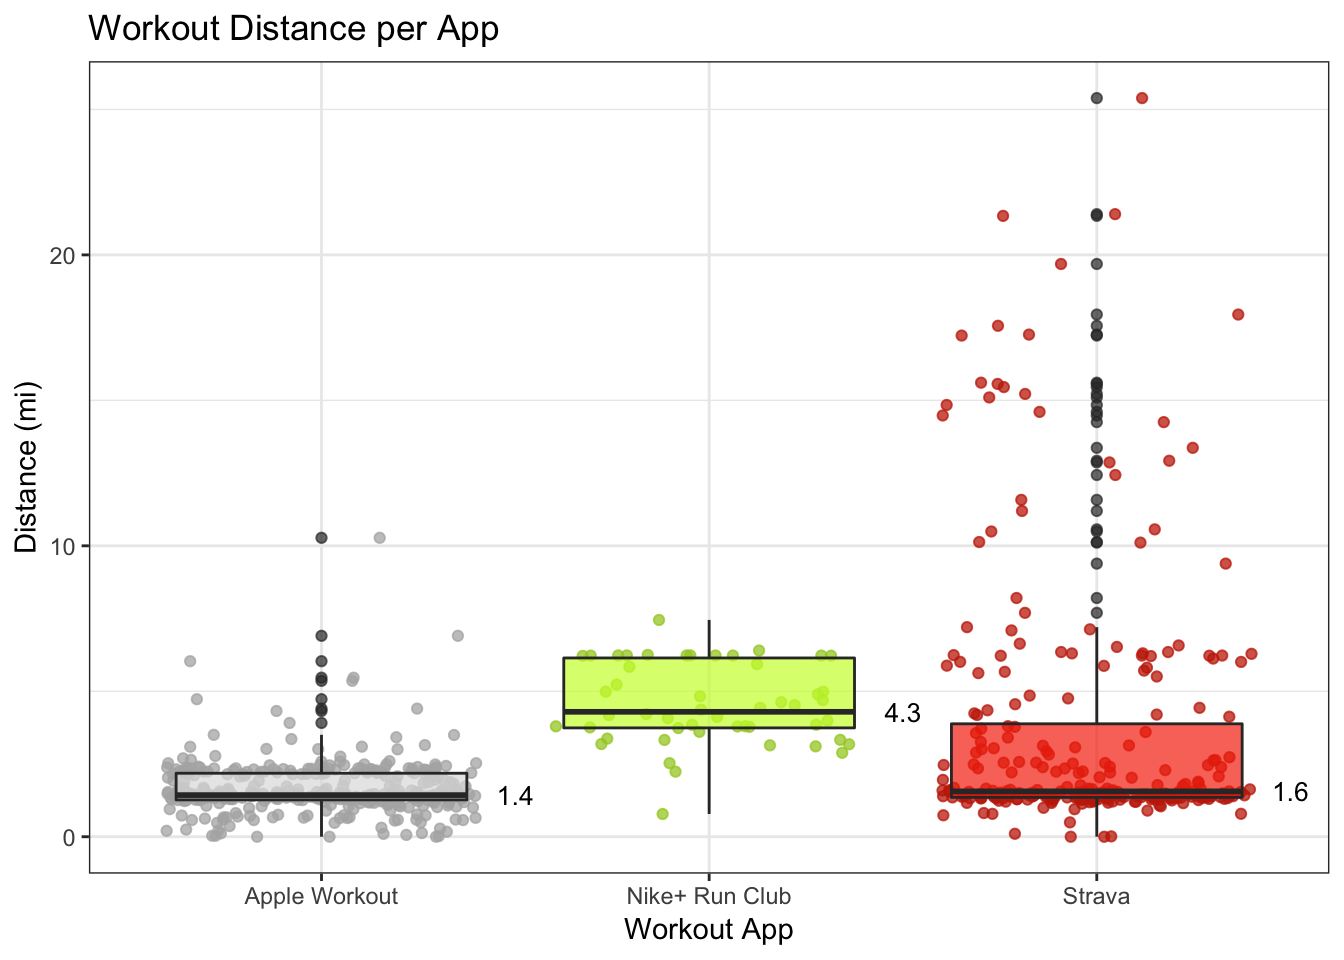 Workout Distance per App
Distance (mi)
20
10
0
1.4
4.3
1.6
Apple Workout
Nike+ Run Club
Strava
Workout App